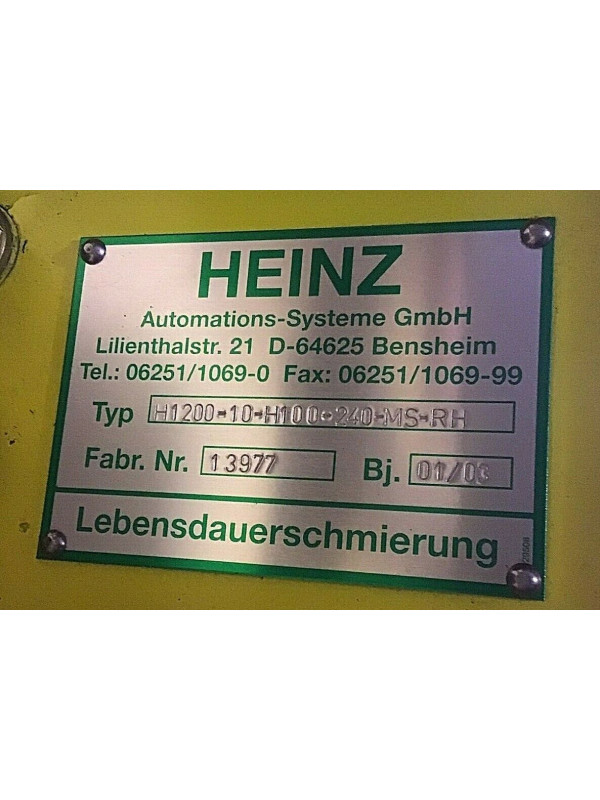 HEINZ
Automations-Systeme GmbH
Lilienthalstr. 21 D-64625 Bensheim
Tel.: 06251/1069-0 Fax: 06251/1069-99
Typ H1200-10-H100-240-MS-RH
Fabr. Nr. 13977 Bj. 01/03
Lebensdauerschmierung